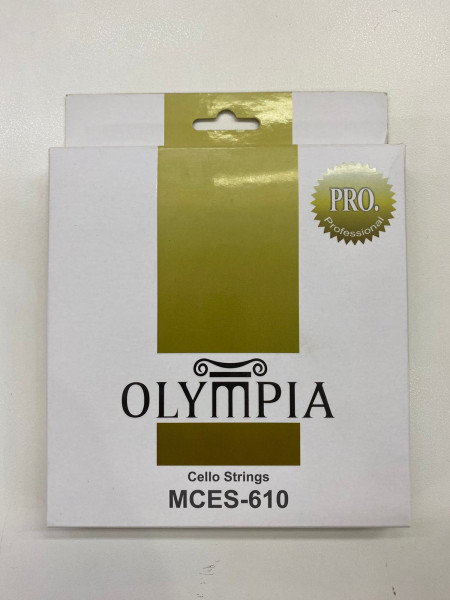 PRO.
Professional
OLYMPIA
Cello Strings
MCES-610